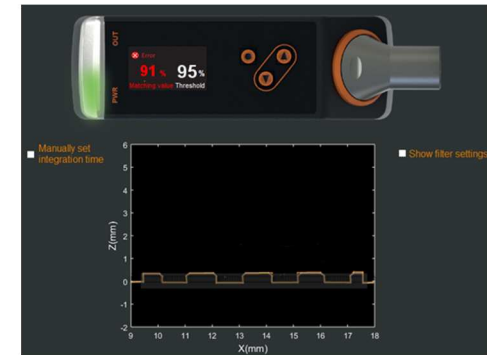 OUT
PWR
Error
91 % 95%
Matching value Threshold
Manually set
integration time
Show filter settings
6
5
4
3
2
1
0
-1
-2
Z(mm)
9 10 11 12 13 14 15 16 17 18
X(mm)